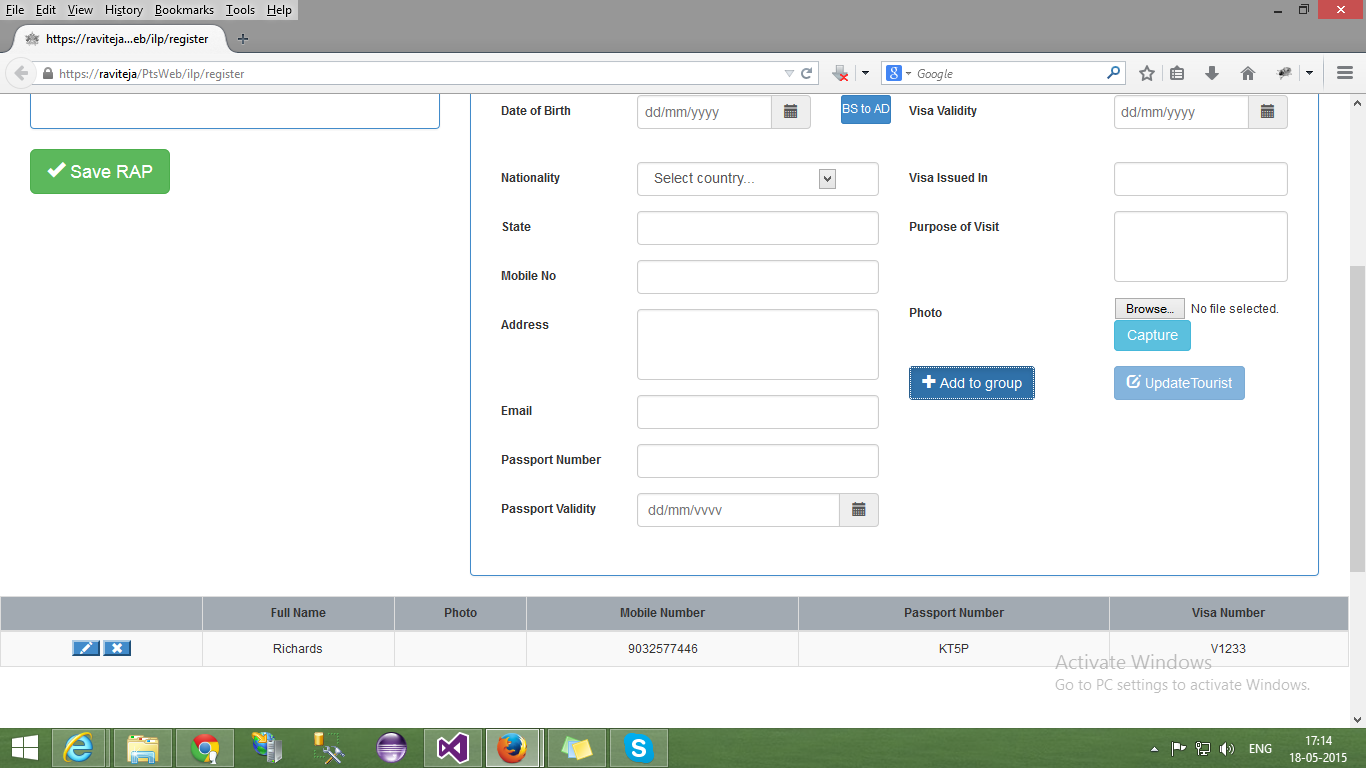 File Edit View History Bookmarks Tools Help
https://raviteja...eb/ilp/register
https://raviteja/PtsWeb/ilp/register
Google
Date of Birth dd/mm/yyyy BS to AD Visa Validity dd/mm/yyyy
Save RAP
Nationality Select country... Visa Issued In
State Purpose of Visit
Mobile No
Photo Browse... No file selected.
Address Capture
Add to group UpdateTourist
Email
Passport Number
Passport Validity dd/mm/yyyy
Full Name Photo Mobile Number Passport Number Visa Number
Richards 9032577446 KT5P V1233
Activate Windows
Go to PC settings to activate Windows.
ENG 17:14
18-05-2015